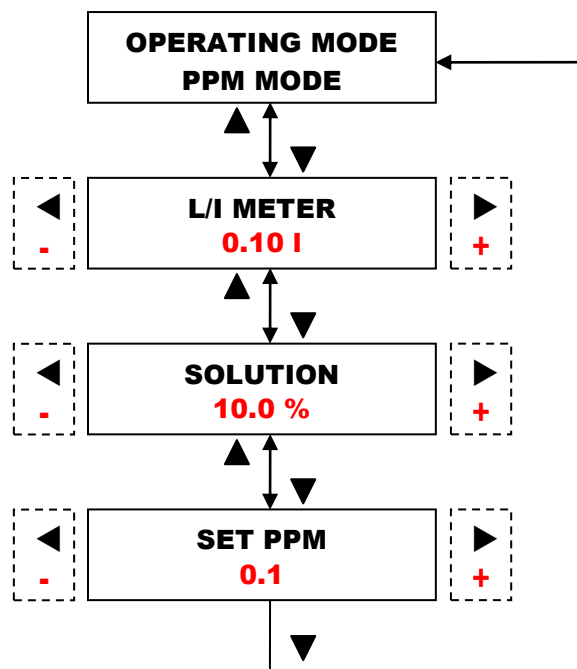 OPERATING MODE
PPM MODE
L/I METER
0.10 l
- +
SOLUTION
10.0 %
- +
SET PPM
0.1
- +